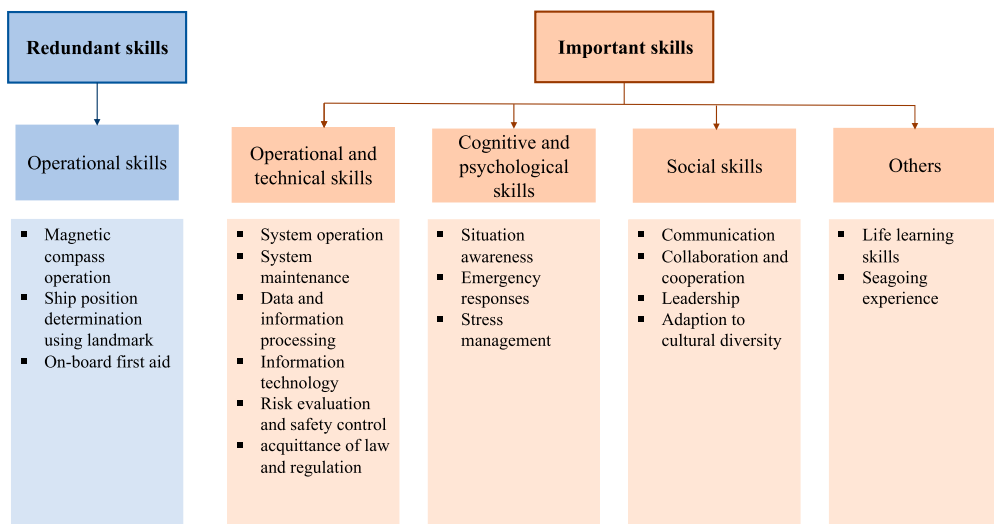 Redundant skills
Important skills
Operational skills
Operational and
technical skills
Cognitive and
psychological
skills
Social skills
Others
▪ Magnetic
compass
operation
▪ Ship position
determination
using landmark
▪ On-board first aid
▪ System operation
▪ System
maintenance
▪ Data and
information
processing
▪ Information
technology
▪ Risk evaluation
and safety control
▪ acquittance of law
and regulation
▪ Situation
awareness
▪ Emergency
responses
▪ Stress
management
▪ Communication
▪ Collaboration and
cooperation
▪ Leadership
▪ Adaption to
cultural diversity
▪ Life learning
skills
▪ Seagoing
experience